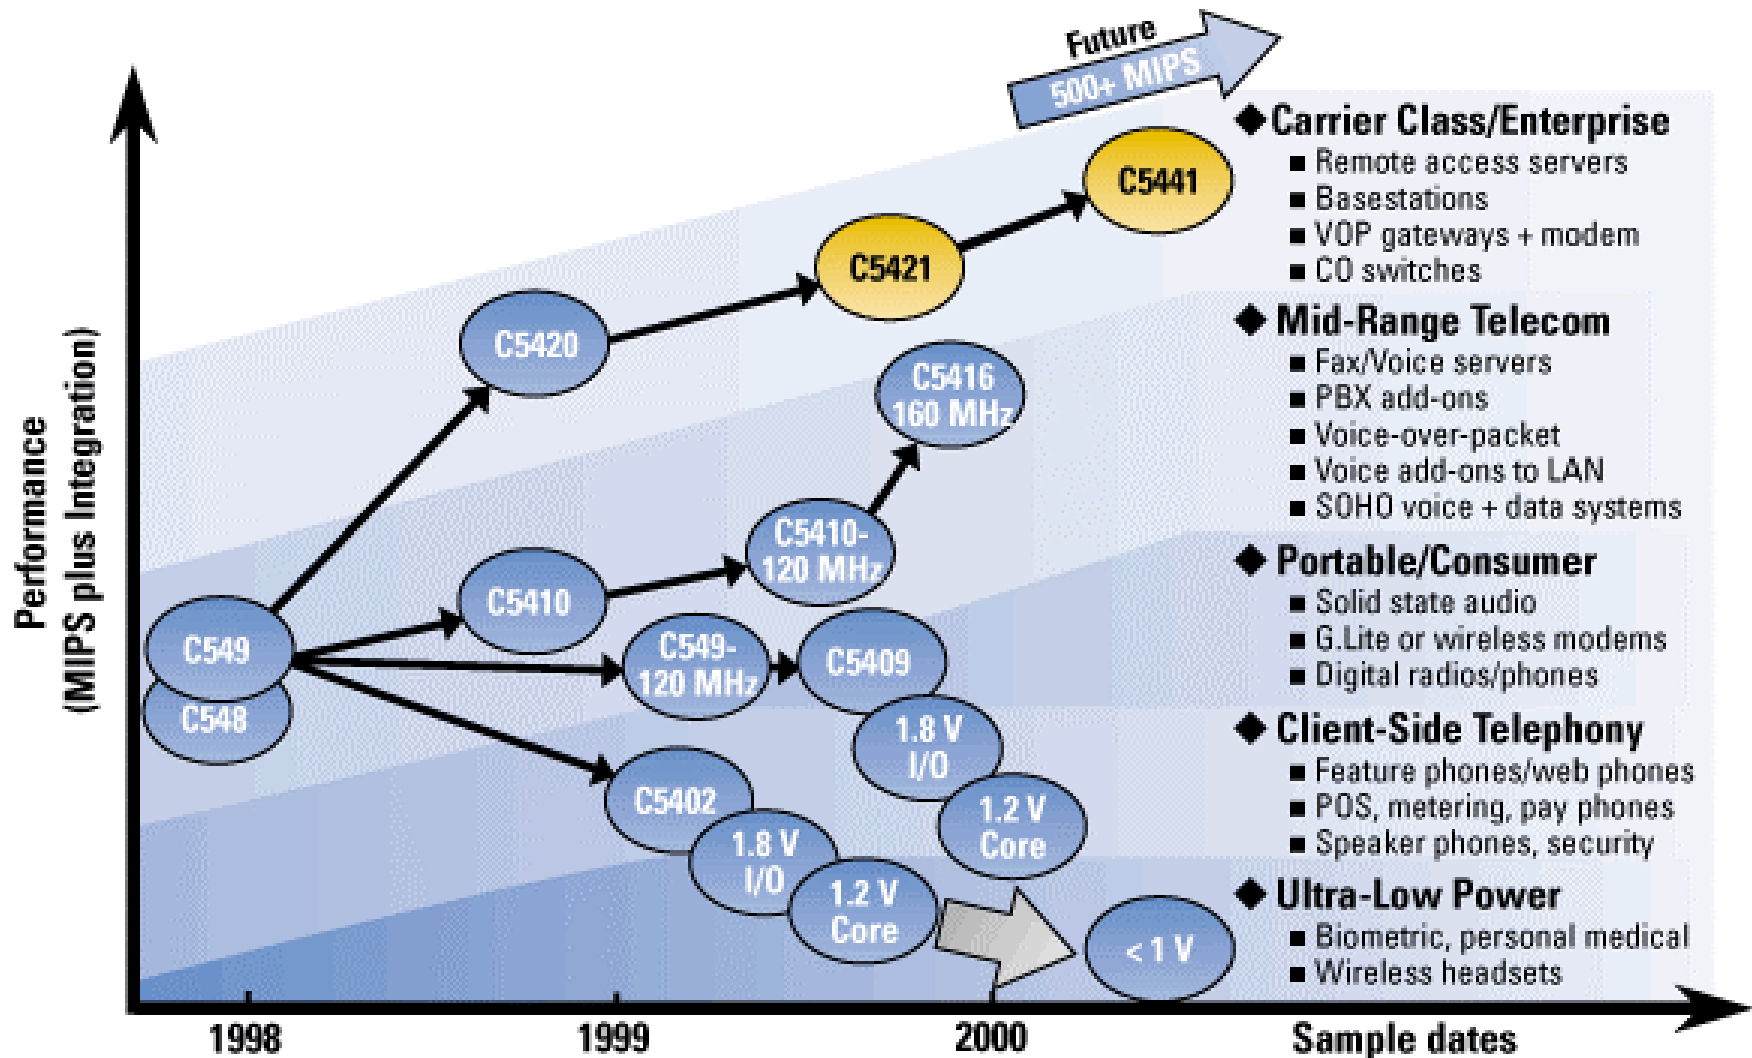 Future
500+ MIPS
Performance
(MIPS plus Integration)
C5441
C5421
C5420
C5416
160 MHz
C5410-
120 MHz
C5410
C549
C548
C549-
120 MHz
C5409
1.8 V
I/O
1.2 V
Core
C5402
1.8 V
I/O
1.2 V
Core
< 1 V
◆ Carrier Class/Enterprise
■ Remote access servers
■ Basestations
■ VOP gateways + modem
■ CO switches
◆ Mid-Range Telecom
■ Fax/Voice servers
■ PBX add-ons
■ Voice-over-packet
■ Voice add-ons to LAN
■ SOHO voice + data systems
◆ Portable/Consumer
■ Solid state audio
■ G.Lite or wireless modems
■ Digital radios/phones
◆ Client-Side Telephony
■ Feature phones/web phones
■ POS, metering, pay phones
■ Speaker phones, security
◆ Ultra-Low Power
■ Biometric, personal medical
■ Wireless headsets
1998
1999
2000
Sample dates